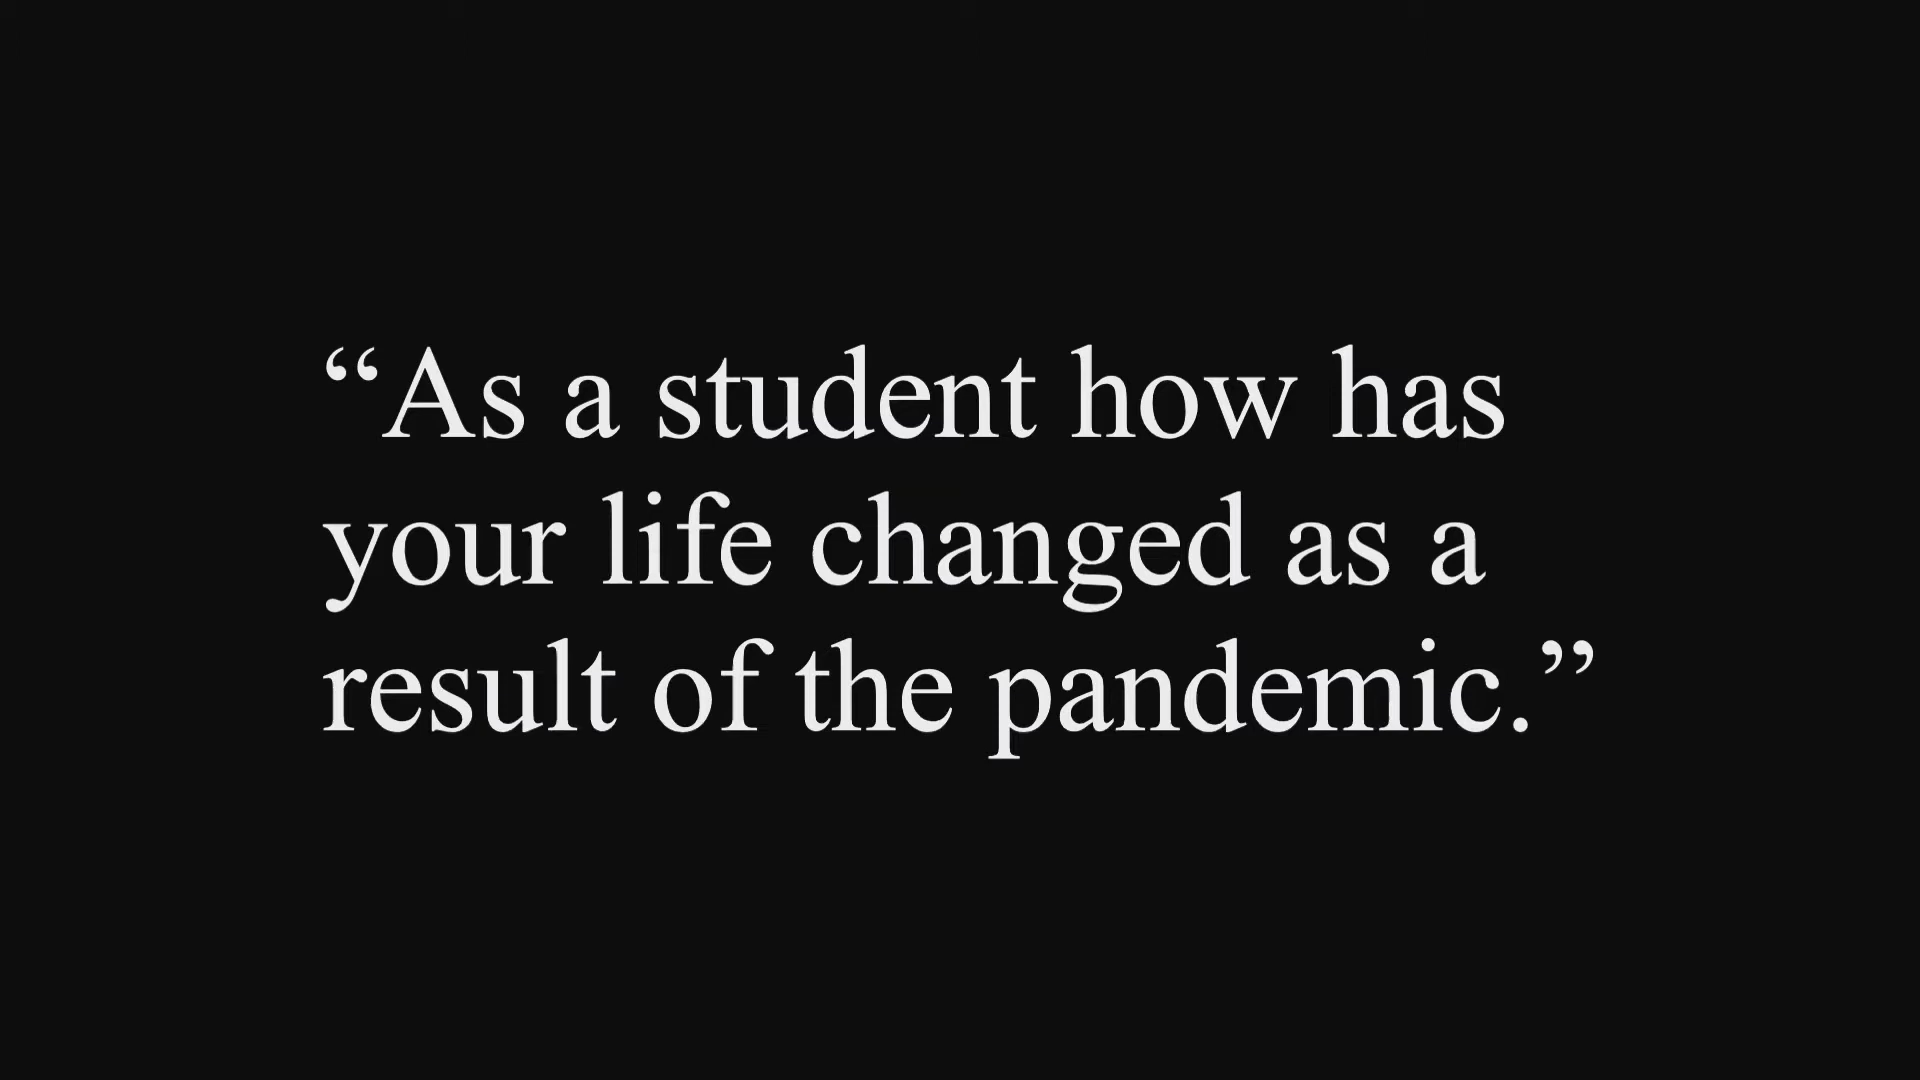 “As a student how has
your life changed as a
result of the pandemic.”